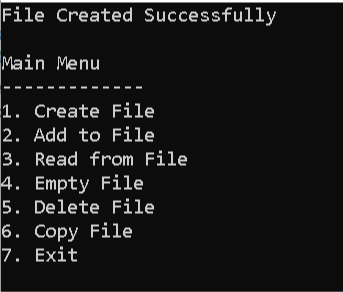 File Created Successfully
Main Menu
-------------
1. Create File
2. Add to File
3. Read from File
4. Empty File
5. Delete File
6. Copy File
7. Exit